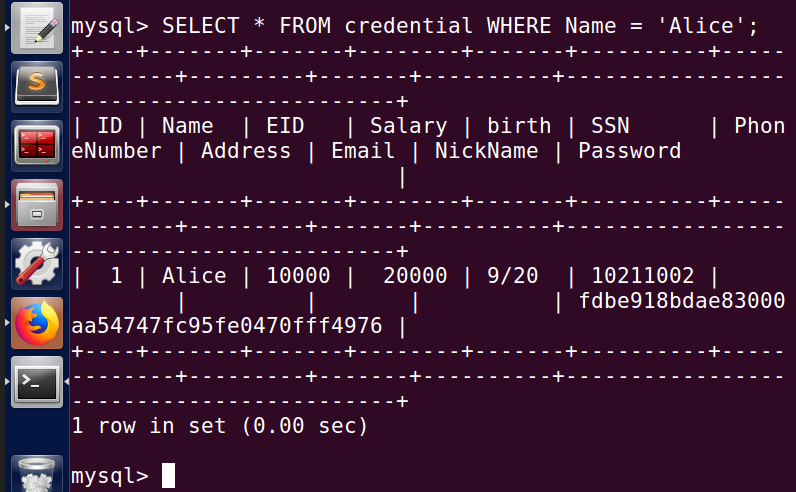 mysql> SELECT * FROM credential WHERE Name = 'Alice';
+----+-------+-------+--------+-------+----------+-----
--------+---------+-------+----------+-----------------
-------------------------+
| ID | Name  | EID   | Salary | birth | SSN      | Phon
eNumber | Address | Email | NickName | Password
                         |
+----+-------+-------+--------+-------+----------+-----
--------+---------+-------+----------+-----------------
-------------------------+
|  1 | Alice | 10000 |  20000 | 9/20  | 10211002 |
        |         |       |          | fdbe918bdae83000
aa54747fc95fe0470fff4976 |
+----+-------+-------+--------+-------+----------+-----
--------+---------+-------+----------+-----------------
-------------------------+
1 row in set (0.00 sec)
mysql>